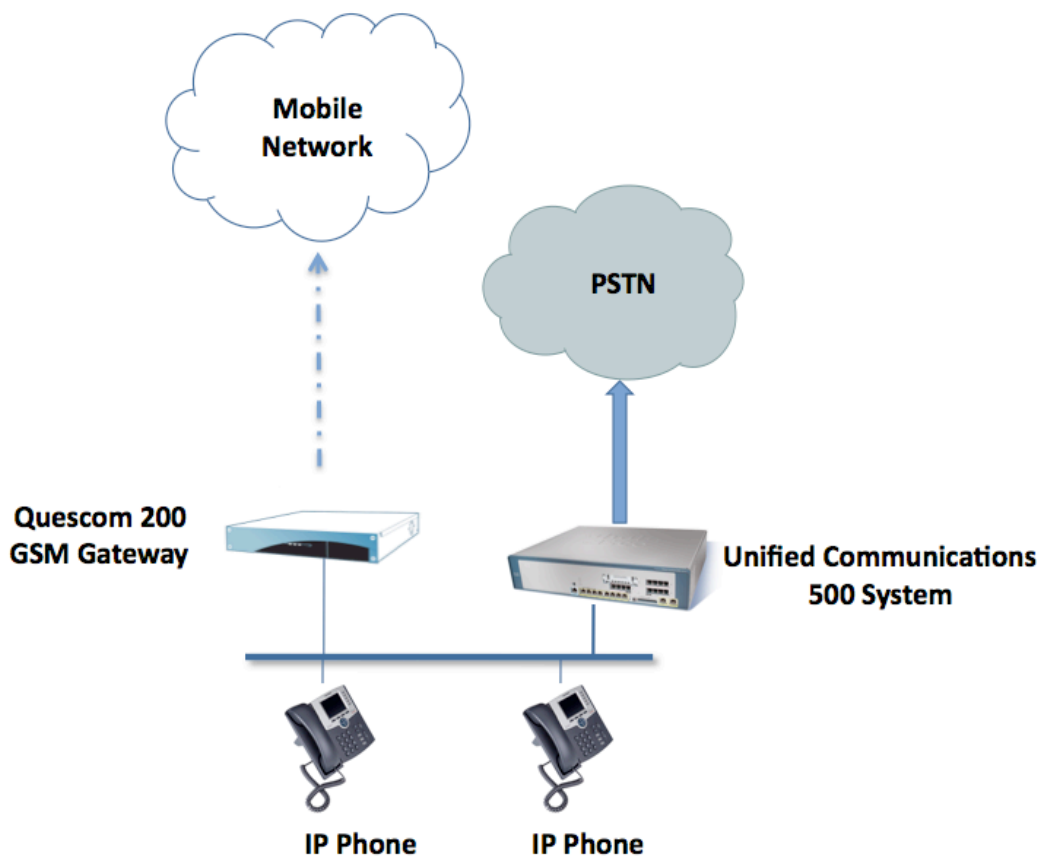 Mobile
Network
PSTN
Quescom 200
GSM Gateway
Unified Communications
500 System
IP Phone
IP Phone